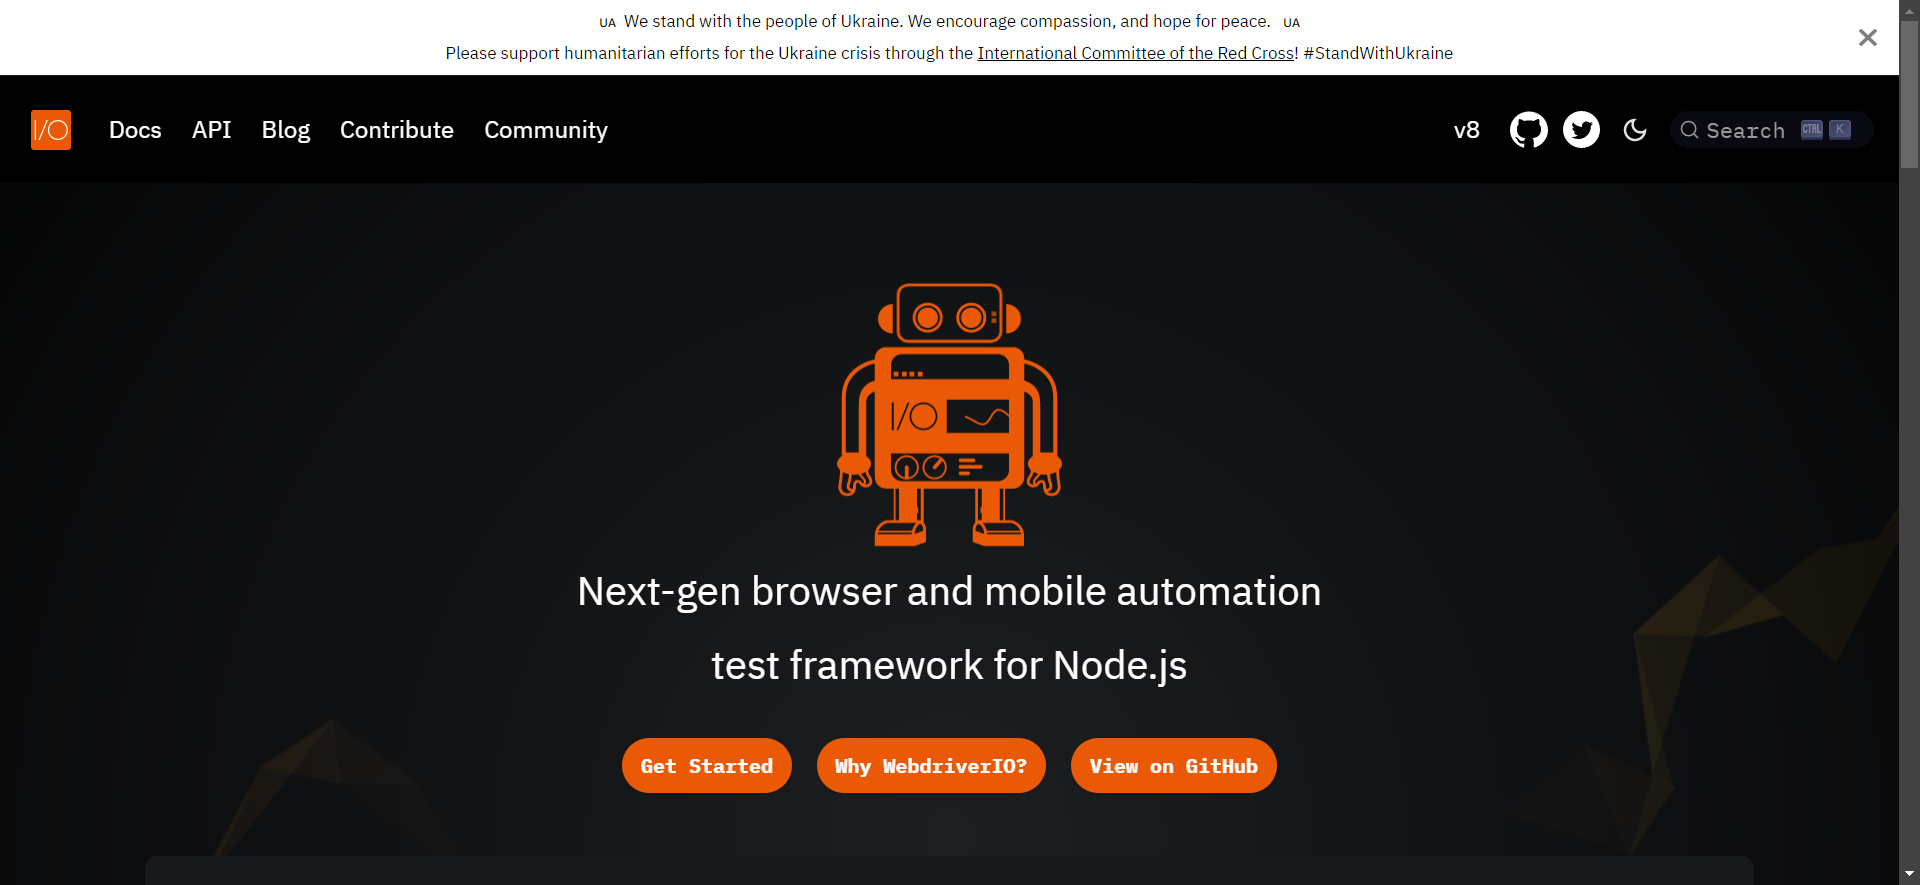 UA We stand with the people of Ukraine. We encourage compassion, and hope for peace. UA
Please support humanitarian efforts for the Ukraine crisis through the International Committee of the Red Cross! #StandWithUkraine
I/O Docs API Blog Contribute Community v8 Search CTRL K
I/O
Next-gen browser and mobile automation
test framework for Node.js
Get Started Why WebdriverIO? View on GitHub